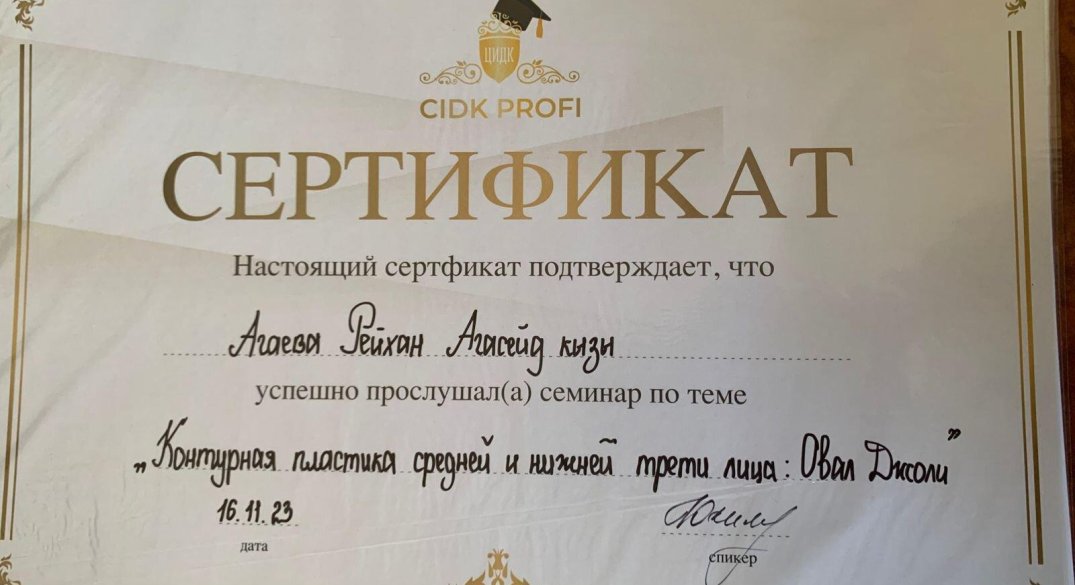 ЦИДК
CIDK PROFI
СЕРТИФИКАТ
Настоящий сертфикат подтверждает, что
Агаева Рейхан Агасейд кызы
успешно прослушал(а) семинар по теме
„Контурная пластика средней и нижней трети лица: Овал Джоли”
16.11.23
дата
спикер